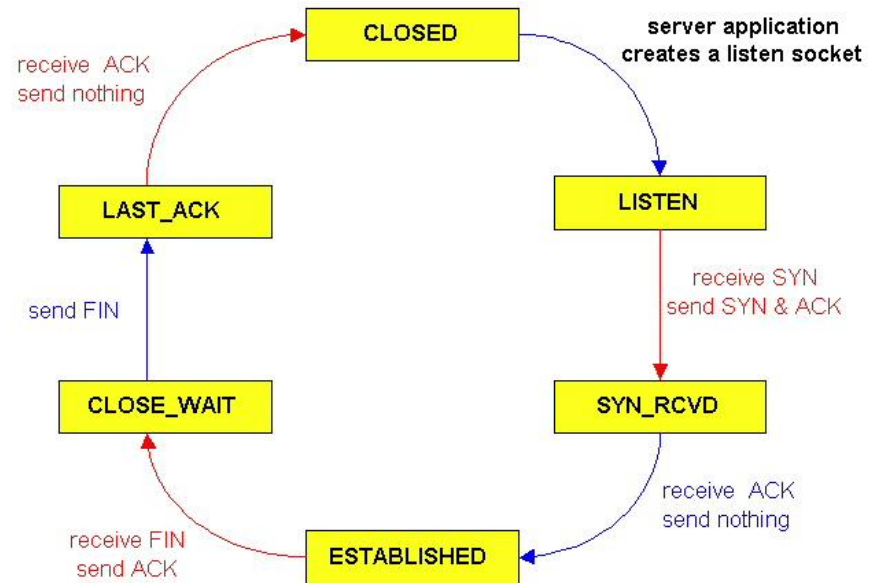 CLOSED
server application
creates a listen socket
receive ACK
send nothing
LAST_ACK
LISTEN
receive SYN
send SYN & ACK
send FIN
CLOSE_WAIT
SYN_RCVD
receive ACK
send nothing
receive FIN
send ACK
ESTABLISHED